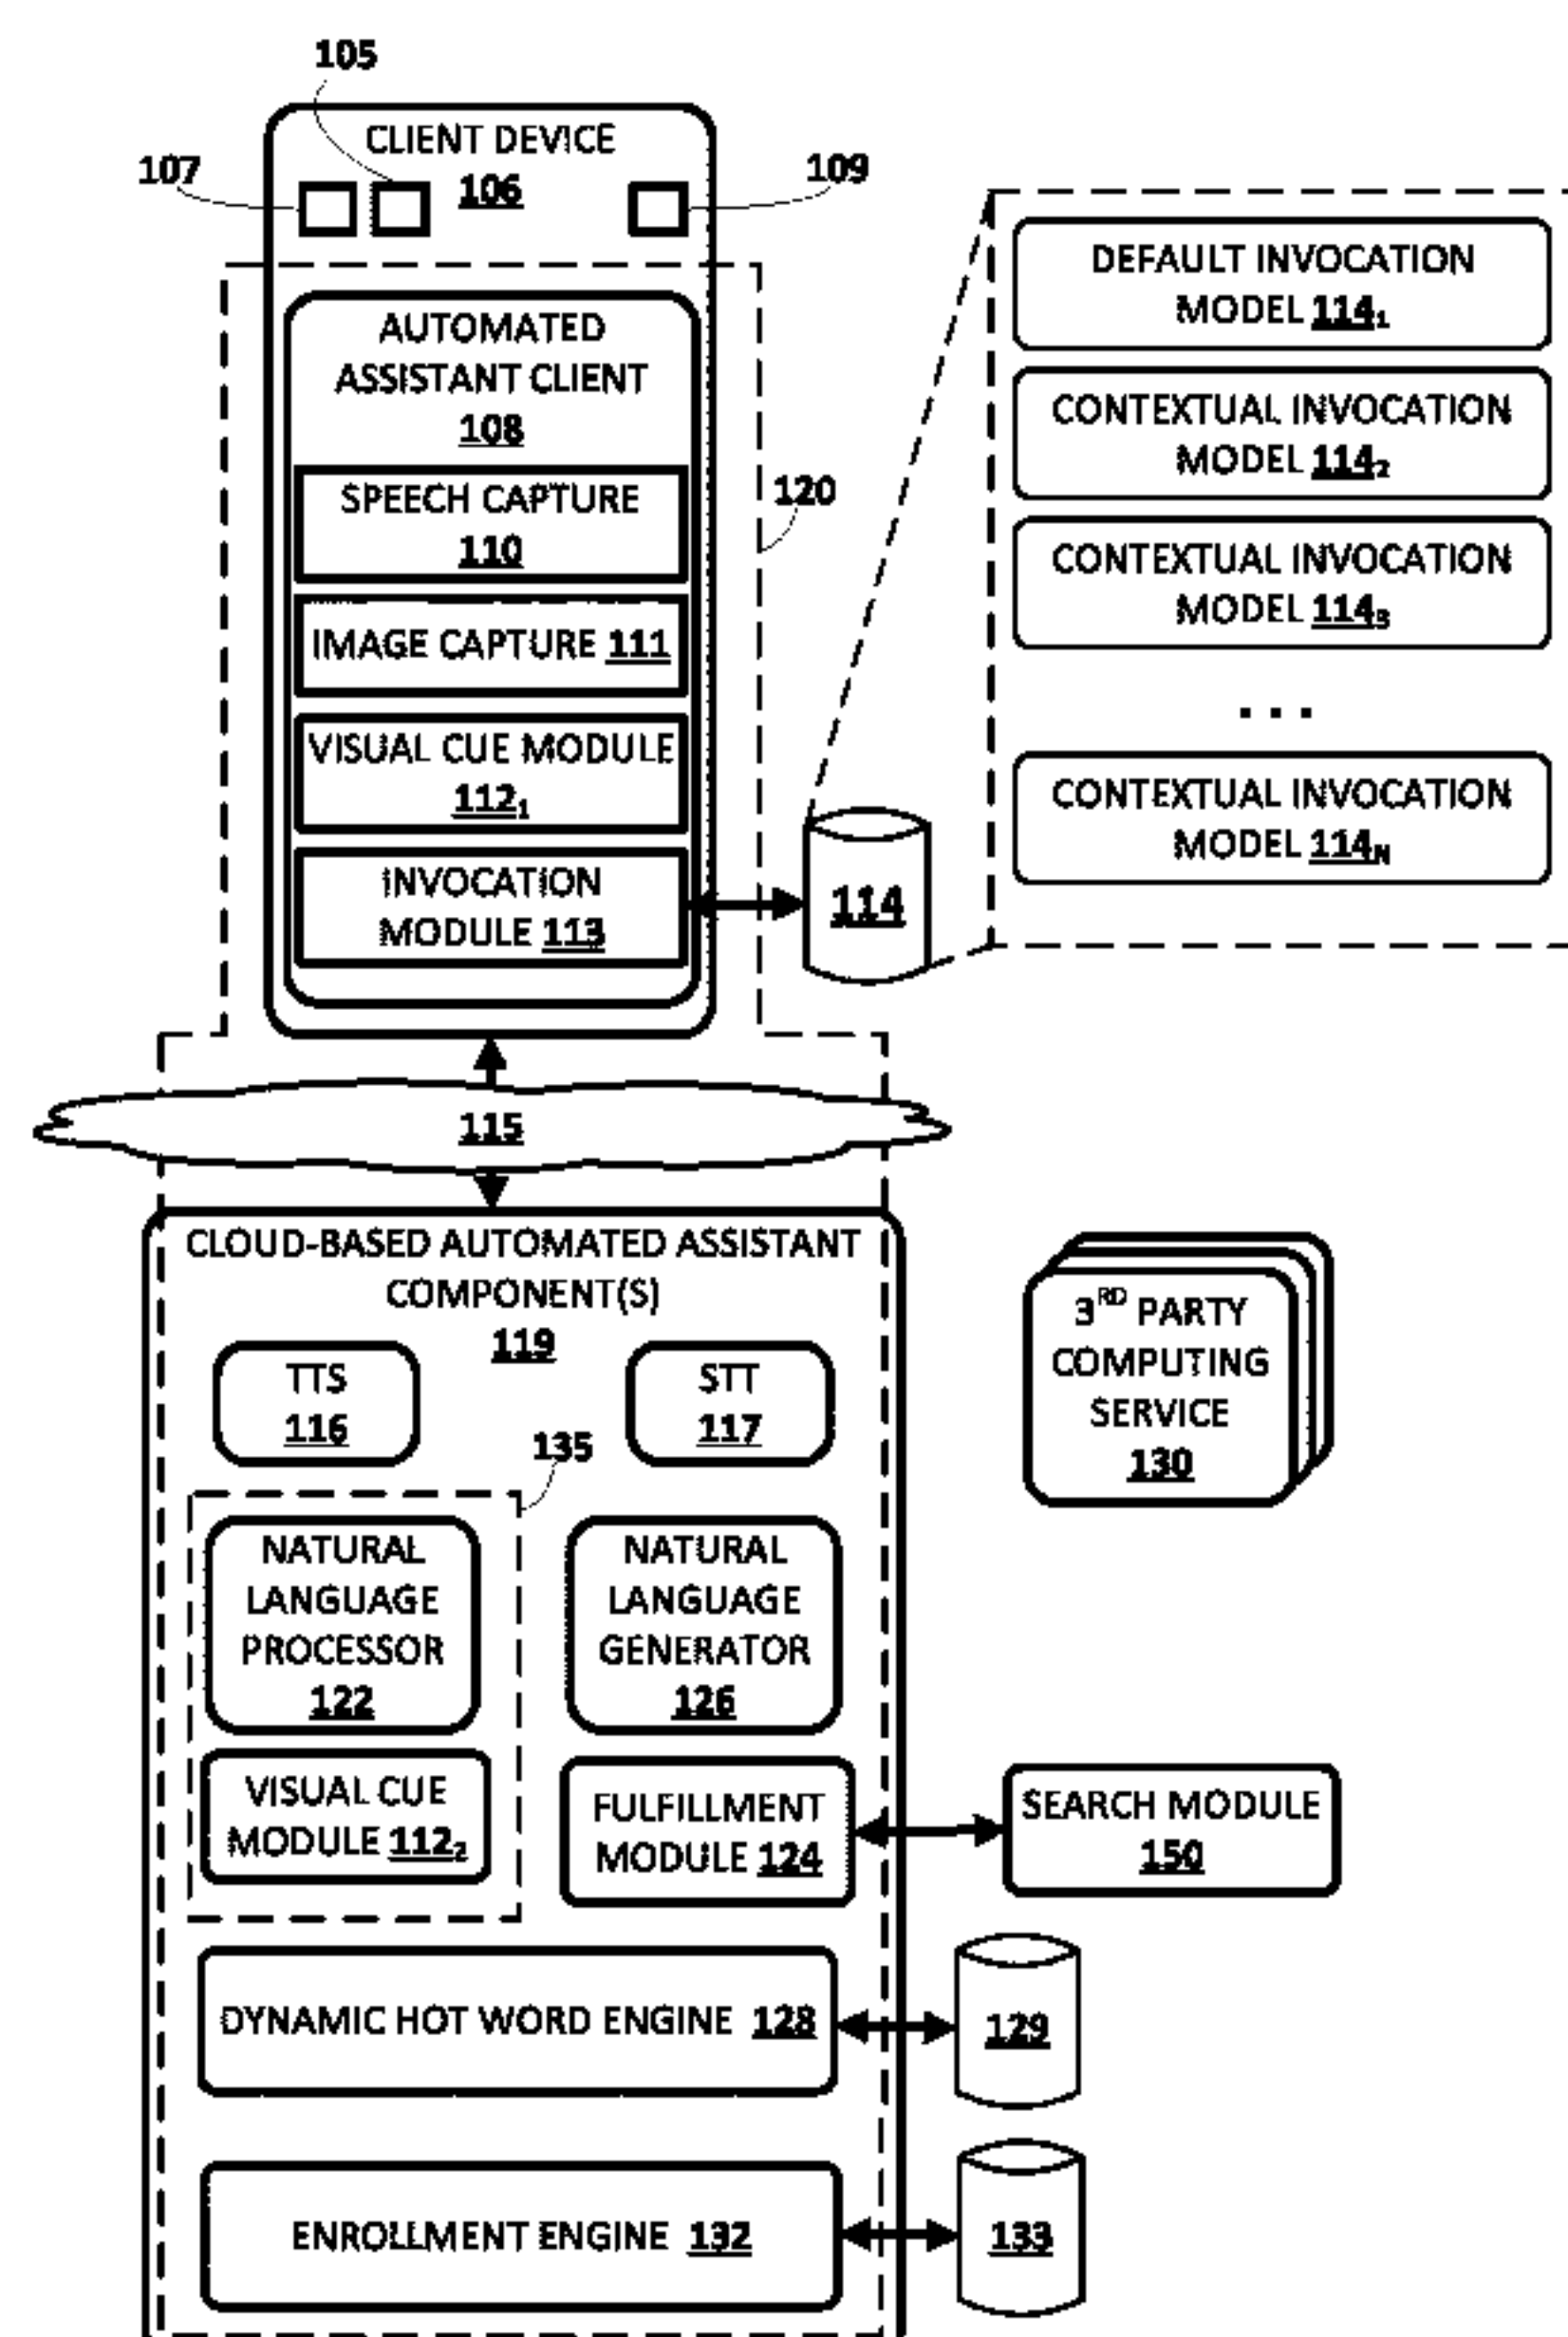 105
CLIENT DEVICE
106
107
109
AUTOMATED
ASSISTANT CLIENT
108
SPEECH CAPTURE
110
IMAGE CAPTURE 111
VISUAL CUE MODULE
112₁
INVOCATION
MODULE 113
120
114
DEFAULT INVOCATION
MODEL 114₁
CONTEXTUAL INVOCATION
MODEL 114₂
CONTEXTUAL INVOCATION
MODEL 114₃
. . .
CONTEXTUAL INVOCATION
MODEL 114N
115
CLOUD-BASED AUTOMATED ASSISTANT
COMPONENT(S)
119
TTS
116
STT
117
135
NATURAL
LANGUAGE
PROCESSOR
122
NATURAL
LANGUAGE
GENERATOR
126
VISUAL CUE
MODULE 112₂
FULFILLMENT
MODULE 124
3RD PARTY
COMPUTING
SERVICE
130
SEARCH MODULE
150
DYNAMIC HOT WORD ENGINE 128
129
ENROLLMENT ENGINE 132
133